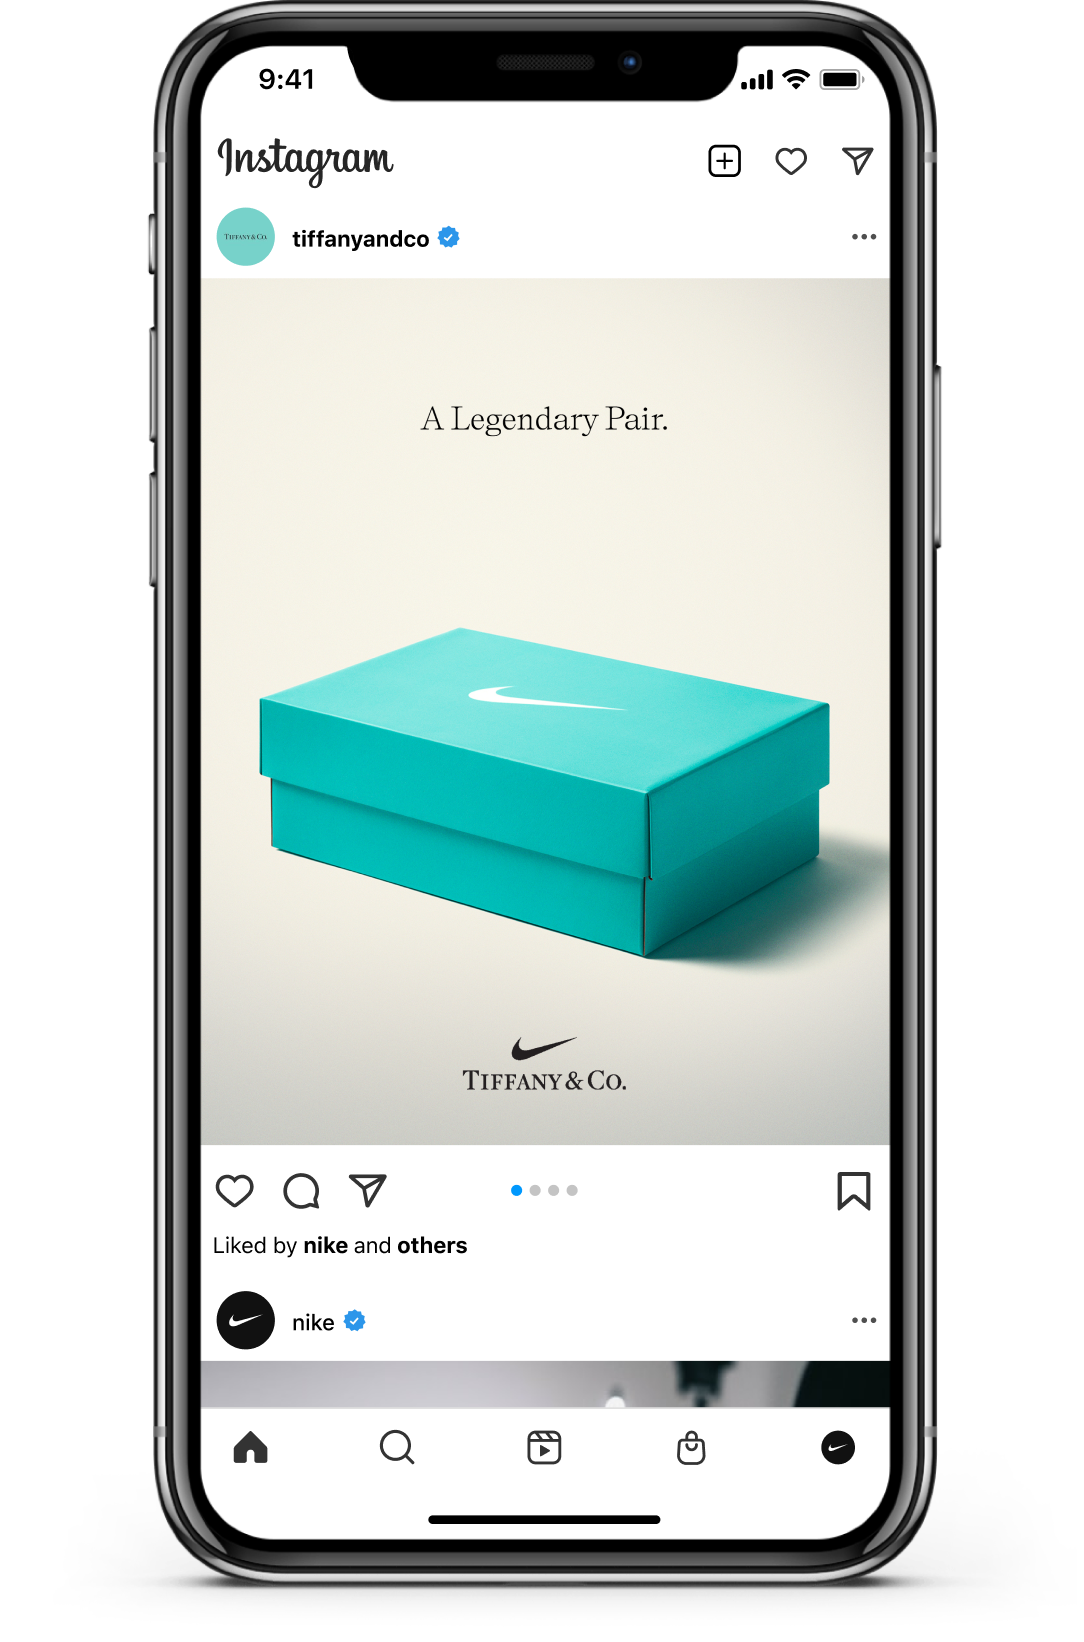 9:41
Instagram
TIFFANY & CO.
tiffanyandco
A Legendary Pair.
TIFFANY & CO.
Liked by nike and others
nike